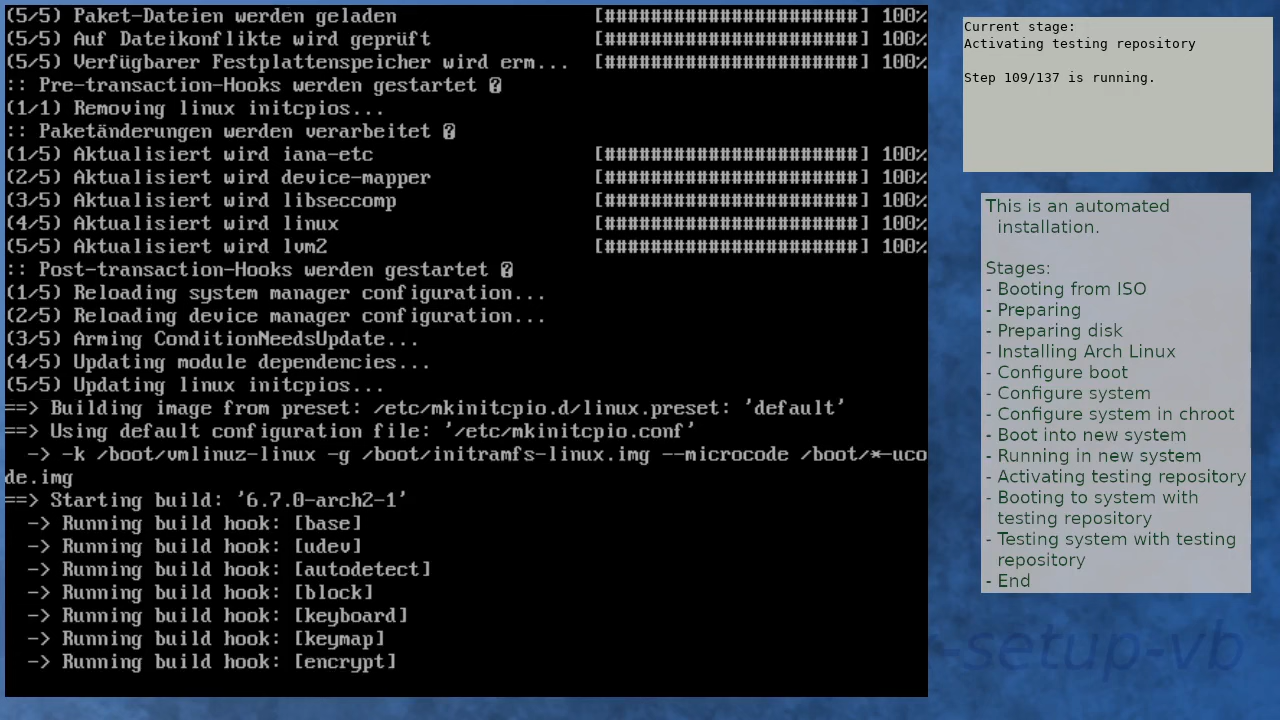 (5/5) Paket-Dateien werden geladen [######################] 100%
(5/5) Auf Dateikonflikte wird geprüft [######################] 100%
(5/5) Verfügbarer Festplattenspeicher wird erm... [######################] 100%
:: Pre-transaction-Hooks werden gestartet �
(1/1) Removing linux initcpios...
:: Paketänderungen werden verarbeitet �
(1/5) Aktualisiert wird iana-etc [######################] 100%
(2/5) Aktualisiert wird device-mapper [######################] 100%
(3/5) Aktualisiert wird libseccomp [######################] 100%
(4/5) Aktualisiert wird linux [######################] 100%
(5/5) Aktualisiert wird lvm2 [######################] 100%
:: Post-transaction-Hooks werden gestartet �
(1/5) Reloading system manager configuration...
(2/5) Reloading device manager configuration...
(3/5) Arming ConditionNeedsUpdate...
(4/5) Updating module dependencies...
(5/5) Updating linux initcpios...
==> Building image from preset: /etc/mkinitcpio.d/linux.preset: 'default'
==> Using default configuration file: '/etc/mkinitcpio.conf'
-> -k /boot/vmlinuz-linux -g /boot/initramfs-linux.img --microcode /boot/*-uco
de.img
==> Starting build: '6.7.0-arch2-1'
-> Running build hook: [base]
-> Running build hook: [udev]
-> Running build hook: [autodetect]
-> Running build hook: [block]
-> Running build hook: [keyboard]
-> Running build hook: [keymap]
-> Running build hook: [encrypt]
Current stage:
Activating testing repository
Step 109/137 is running.
This is an automated
installation.
Stages:
- Booting from ISO
- Preparing
- Preparing disk
- Installing Arch Linux
- Configure boot
- Configure system
- Configure system in chroot
- Boot into new system
- Running in new system
- Activating testing repository
- Booting to system with
testing repository
- Testing system with testing
repository
- End
-setup-vb